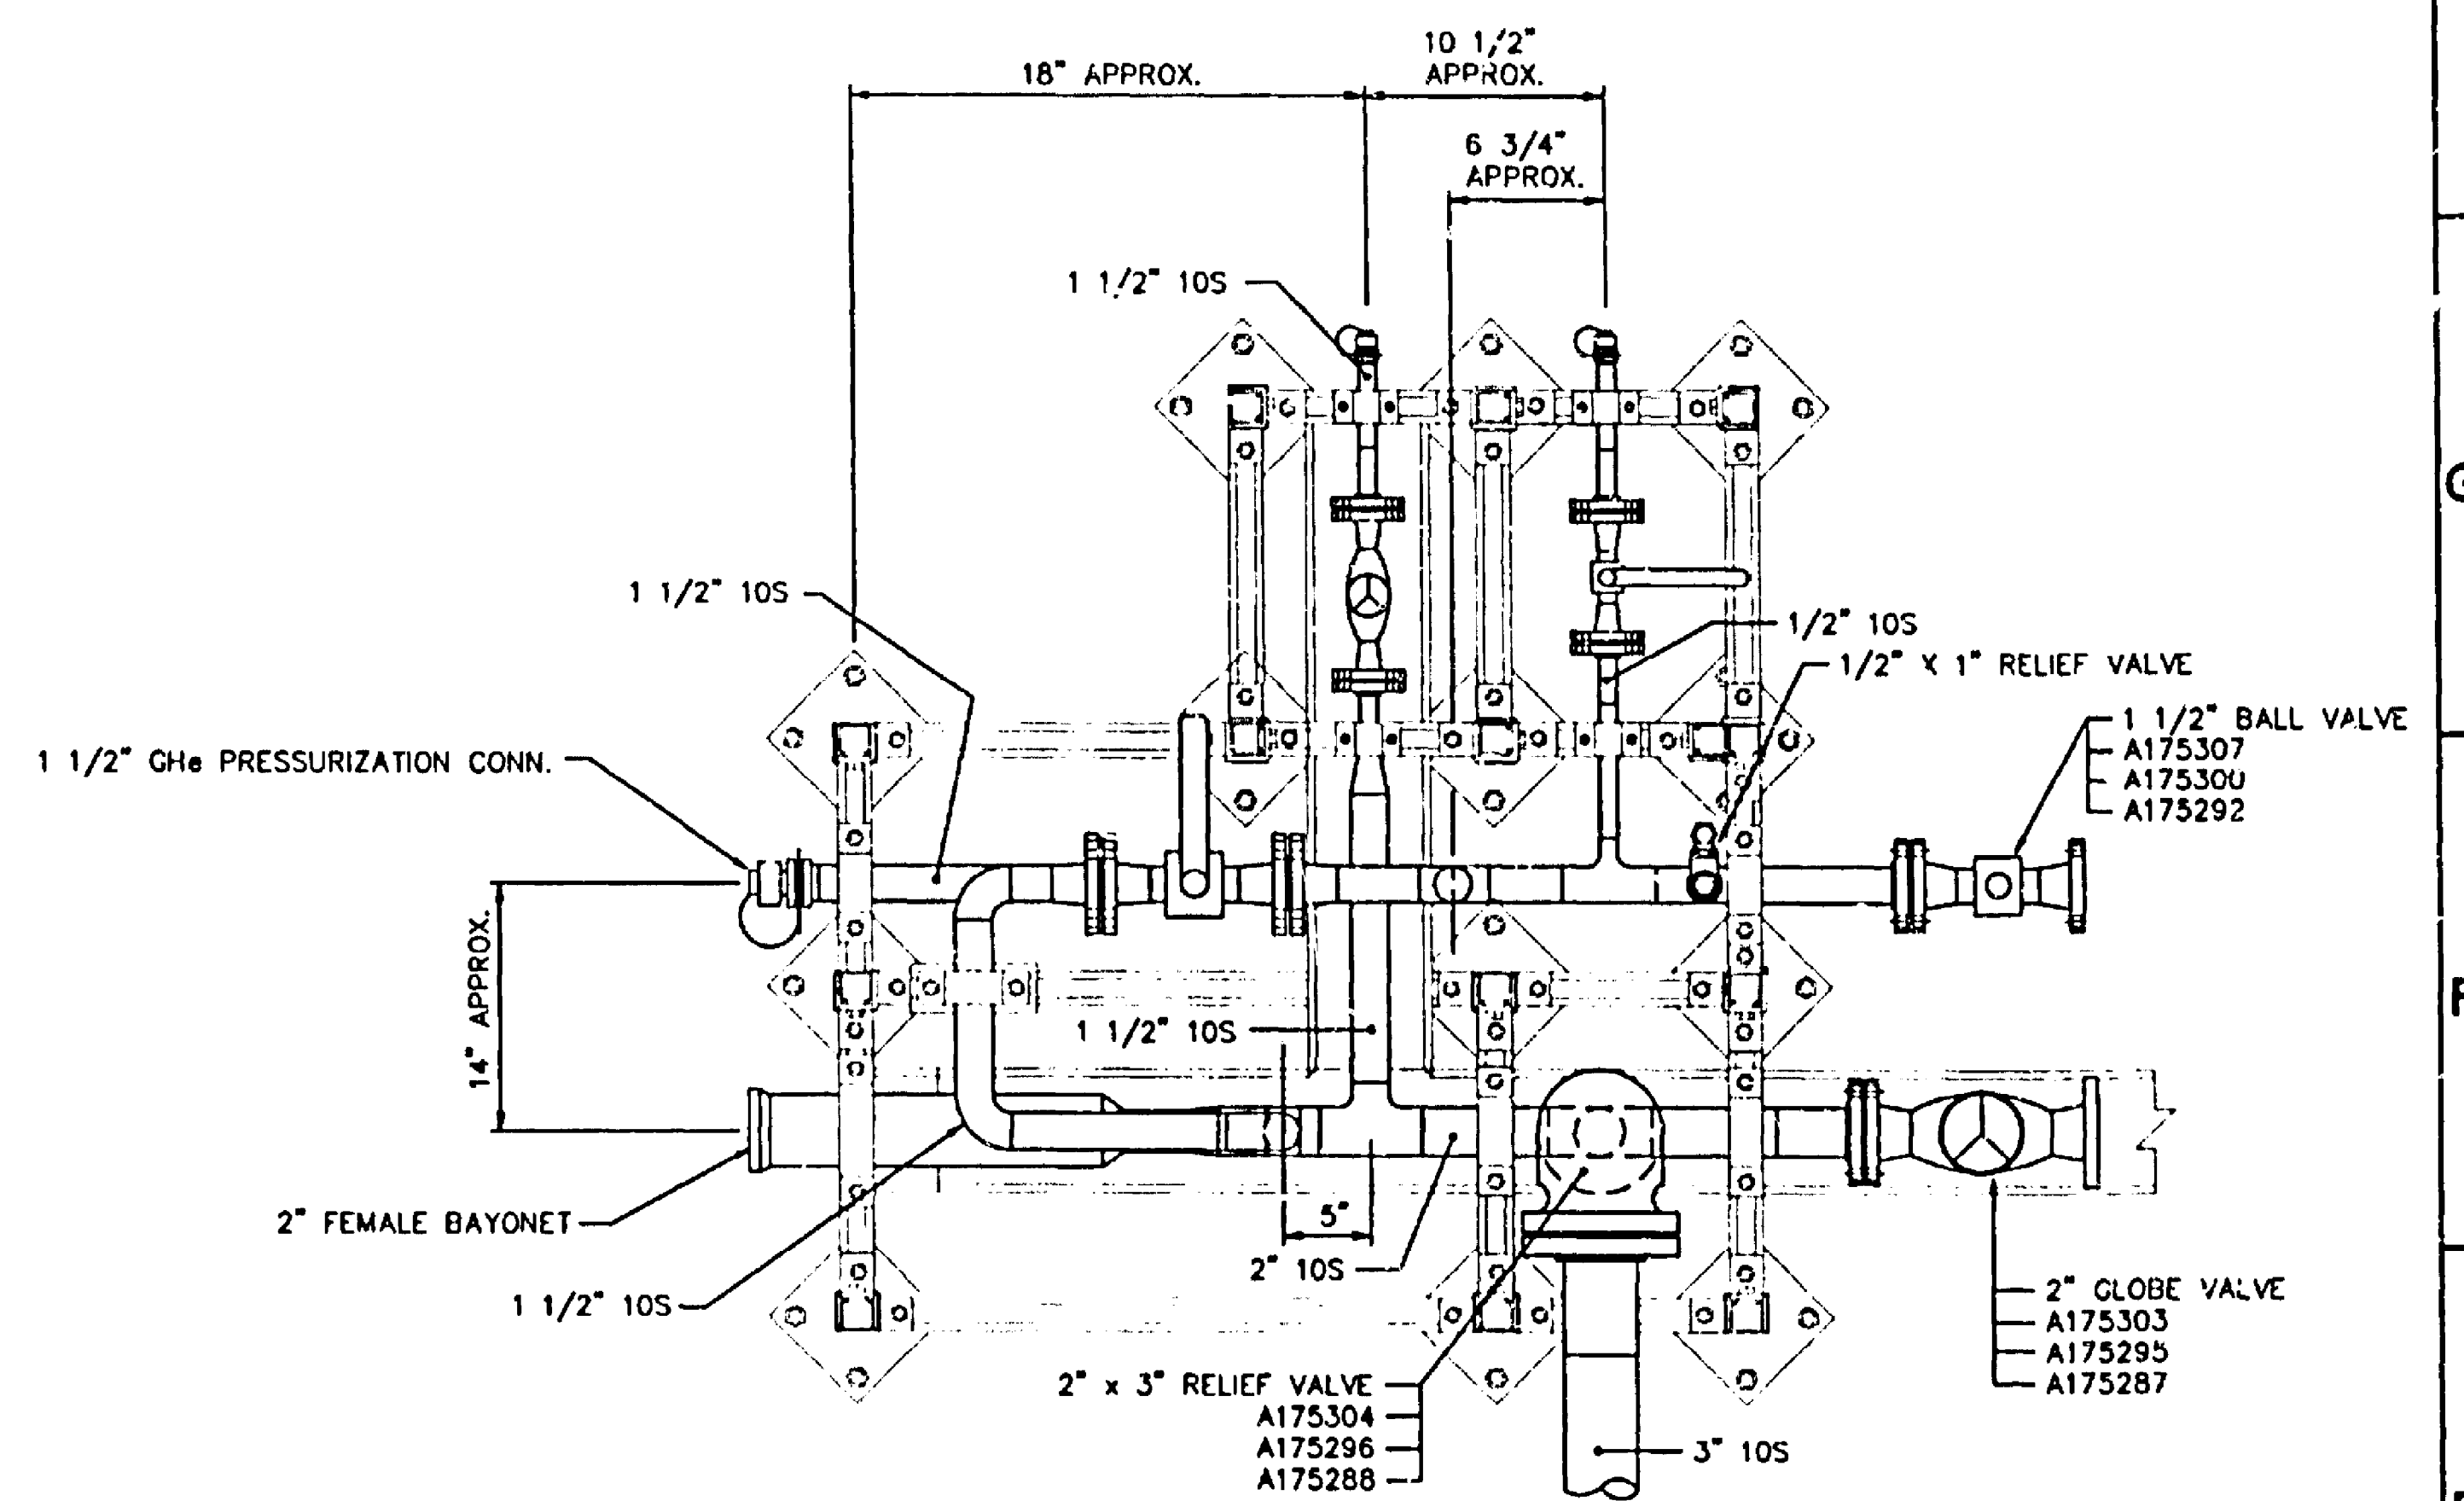 10 1/2"
APPROX.
18" APPROX.
6 3/4"
APPROX.
1 1/2" 10S
1 1/2" 10S
1/2" 10S
1/2" X 1" RELIEF VALVE
1 1/2" BALL VALVE
A175307
A175300
A175292
1 1/2" GHe PRESSURIZATION CONN.
14" APPROX.
1 1/2" 10S
2" FEMALE BAYONET
5"
2" 10S
1 1/2" 10S
2" GLOBE VALVE
A175303
A175295
A175287
2" x 3" RELIEF VALVE
A175304
A175296
A175288
3" 10S